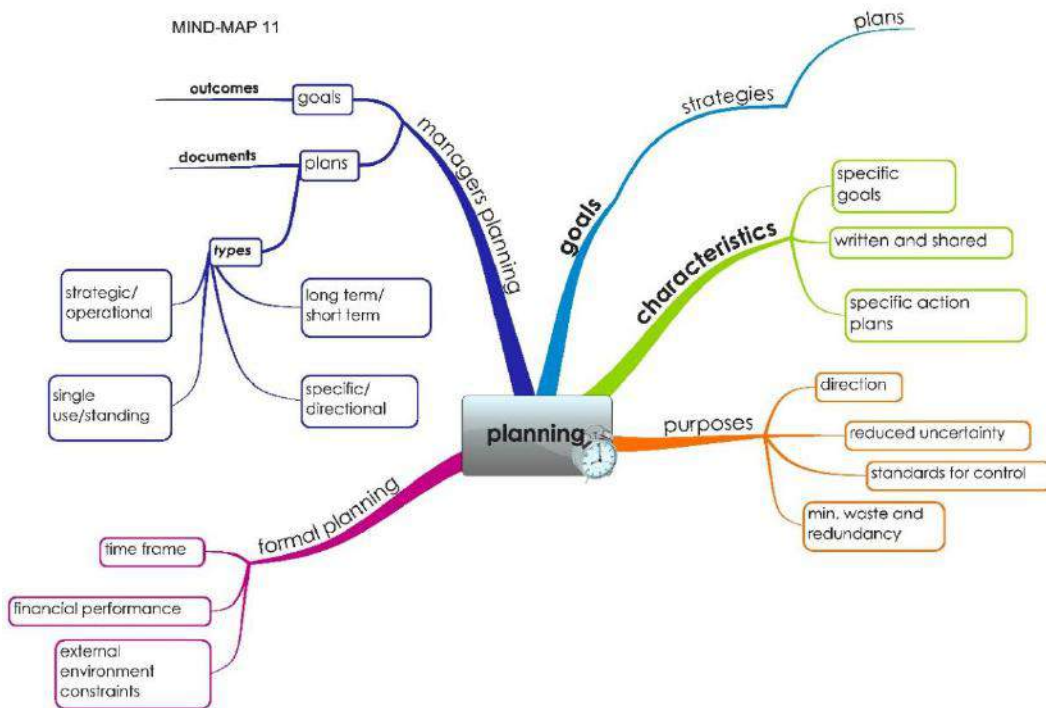 MIND-MAP 11
plans
strategies
goals
outcomes
goals
documents
plans
managers planning
types
strategic/
operational
long term/
short term
single
use/standing
specific/
directional
characteristics
specific
goals
written and shared
specific action
plans
planning
purposes
direction
reduced uncertainty
standards for control
min. waste and
redundancy
formal planning
time frame
financial performance
external
environment
constraints